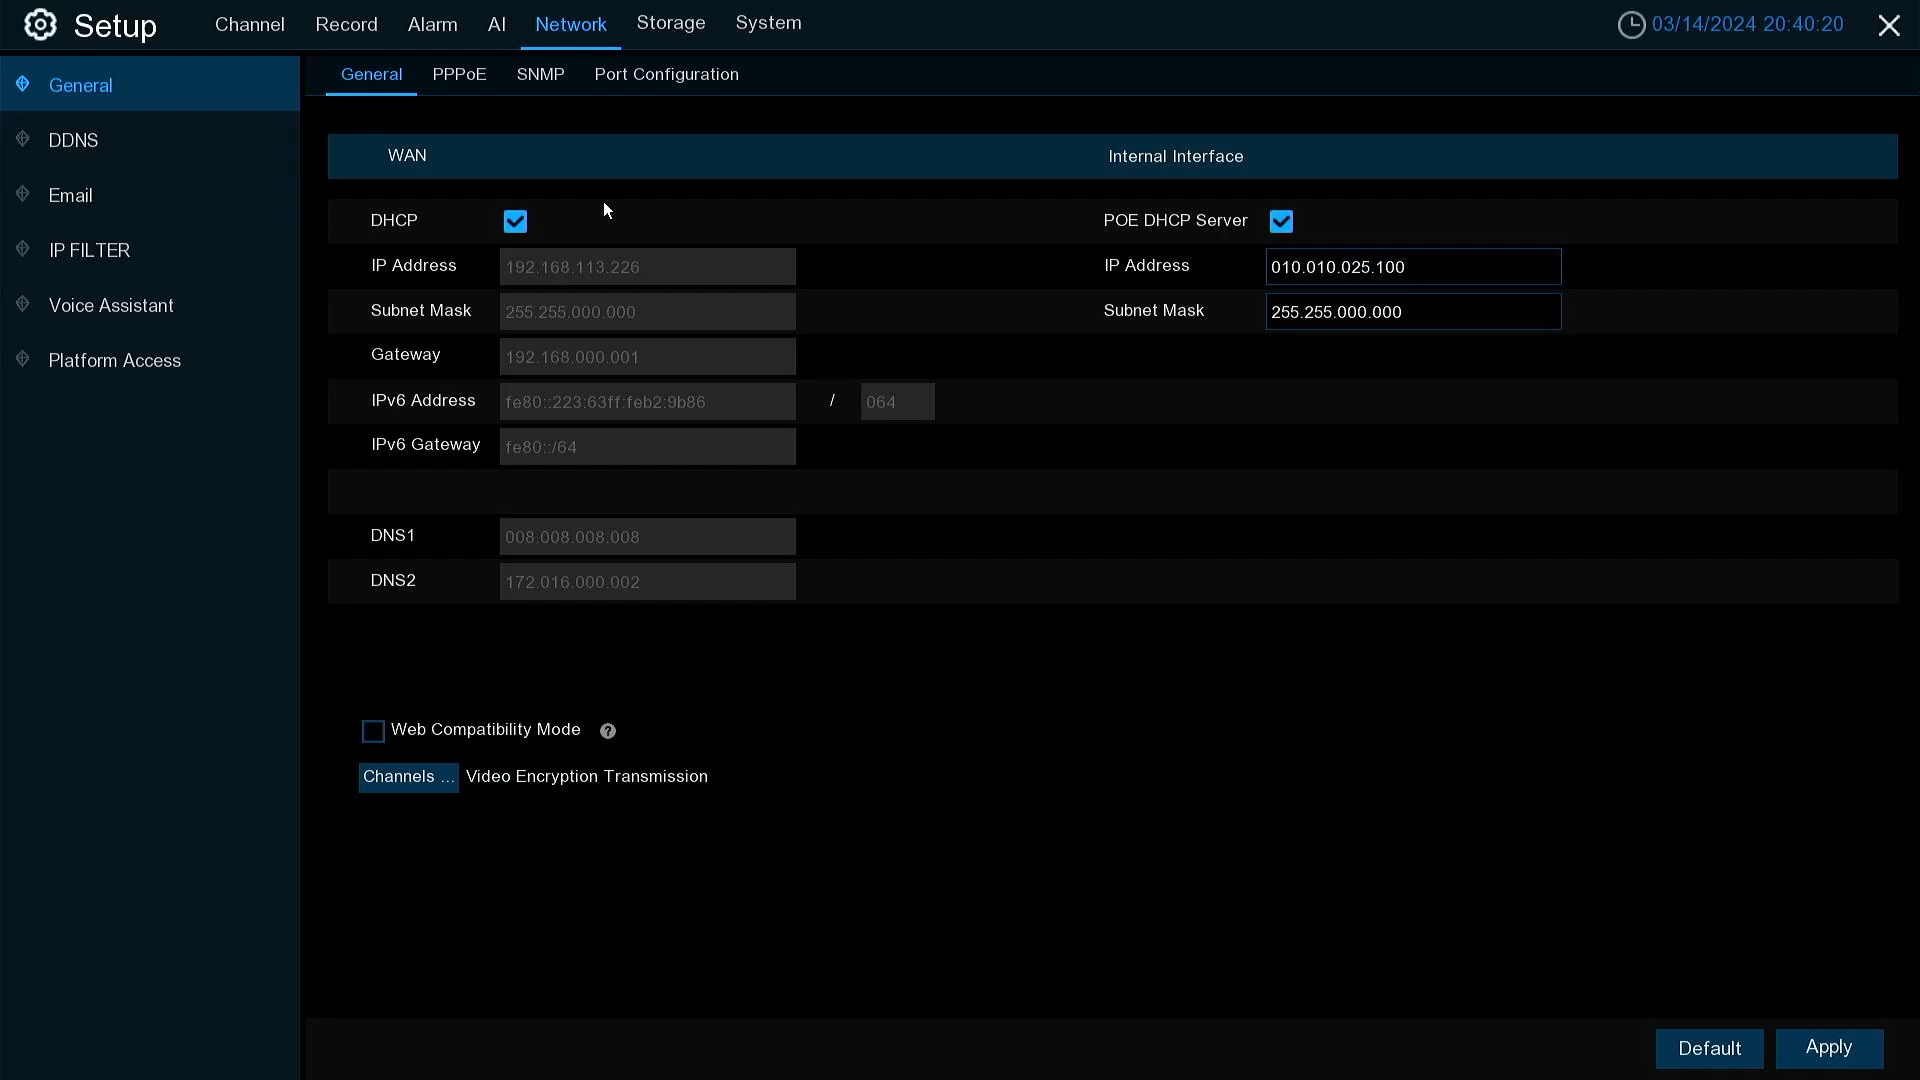 Setup Channel Record Alarm AI Network Storage System 03/14/2024 20:40:20
General PPPoE SNMP Port Configuration
General
DDNS
Email
IP FILTER
Voice Assistant
Platform Access
WAN Internal Interface
DHCP POE DHCP Server
IP Address 192.168.113.226 IP Address 010.010.025.100
Subnet Mask 255.255.000.000 Subnet Mask 255.255.000.000
Gateway 192.168.000.001
IPv6 Address fe80::223:63ff:feb2:9b86 / 064
IPv6 Gateway fe80::/64
DNS1 008.008.008.008
DNS2 172.016.000.002
Web Compatibility Mode ?
Channels ... Video Encryption Transmission
Default Apply